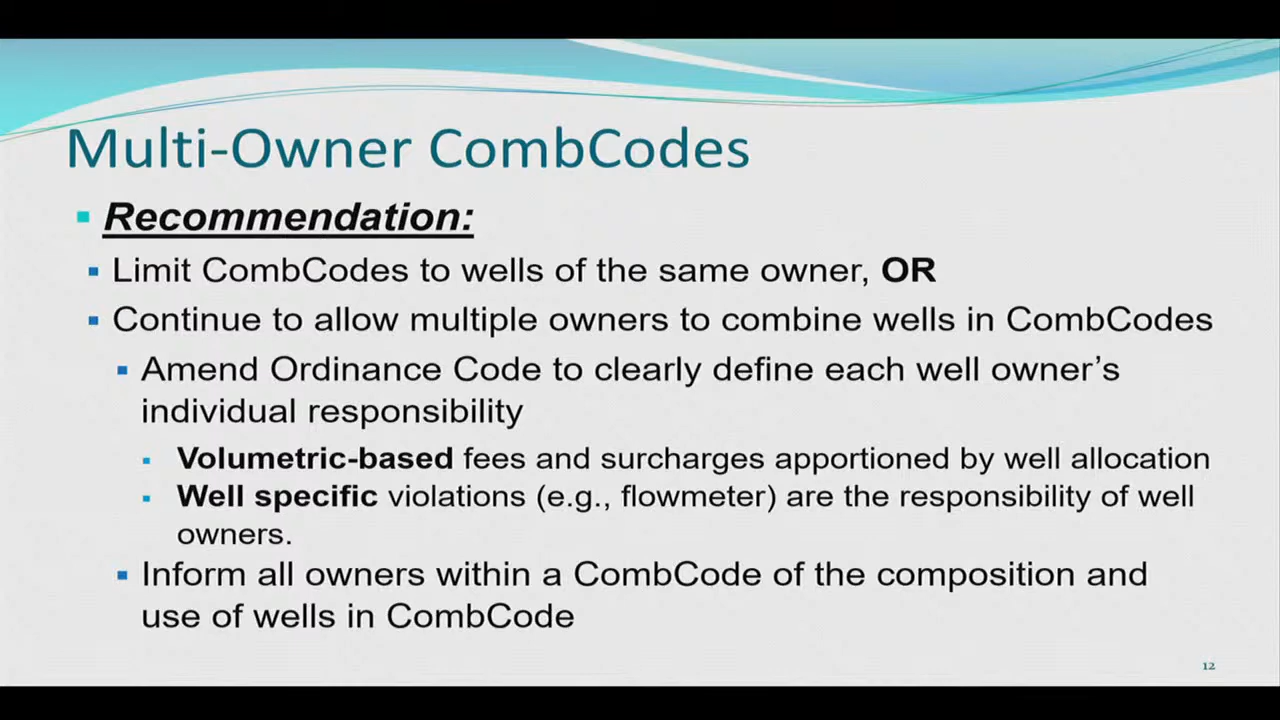 Multi-Owner CombCodes
Recommendation:
Limit CombCodes to wells of the same owner, OR
Continue to allow multiple owners to combine wells in CombCodes
Amend Ordinance Code to clearly define each well owner’s
individual responsibility
Volumetric-based fees and surcharges apportioned by well allocation
Well specific violations (e.g., flowmeter) are the responsibility of well
owners.
Inform all owners within a CombCode of the composition and
use of wells in CombCode
12